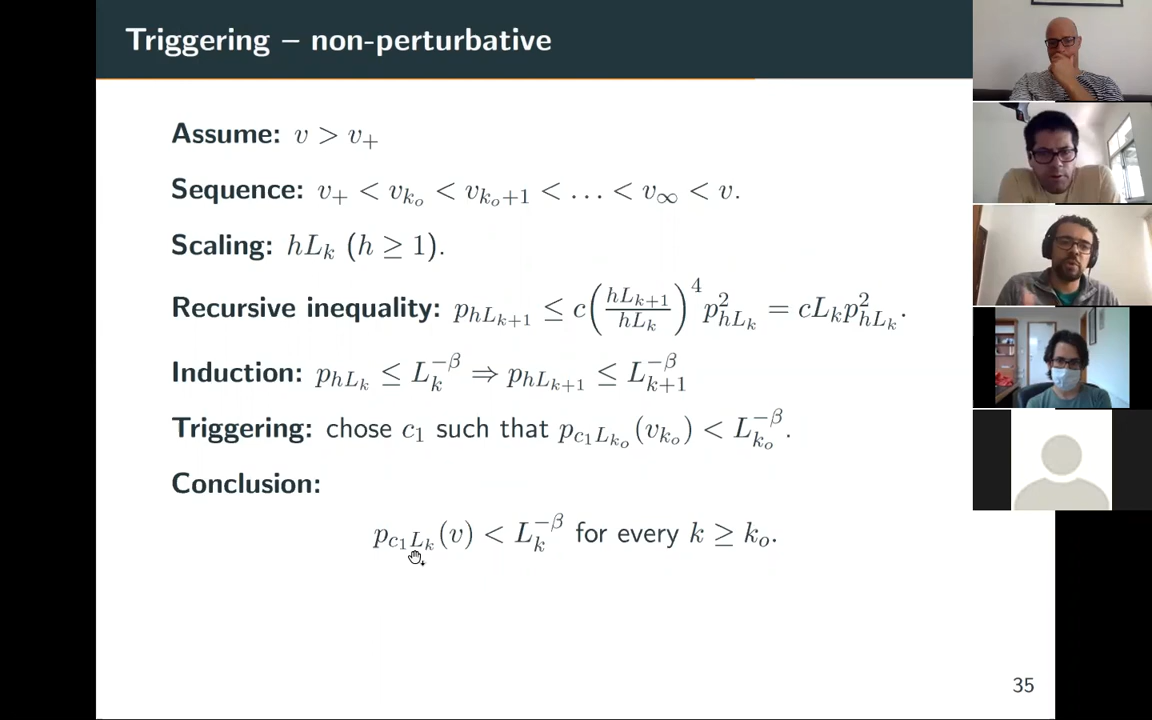 Triggering – non-perturbative
Assume: v > v₊
Sequence: v₊ < v_{k_o} < v_{k_o+1} < … < v_∞ < v.
Scaling: hL_k (h ≥ 1).
Recursive inequality: p_{hL_{k+1}} ≤ c(hL_{k+1}/hL_k)^4 p²_{hL_k} = cL_k p²_{hL_k}.
Induction: p_{hL_k} ≤ L_k^{−β} ⇒ p_{hL_{k+1}} ≤ L_{k+1}^{−β}
Triggering: chose c₁ such that p_{c₁L_{k_o}}(v_{k_o}) < L_{k_o}^{−β}.
Conclusion:
p_{c₁L_k}(v) < L_k^{−β} for every k ≥ k_o.
35